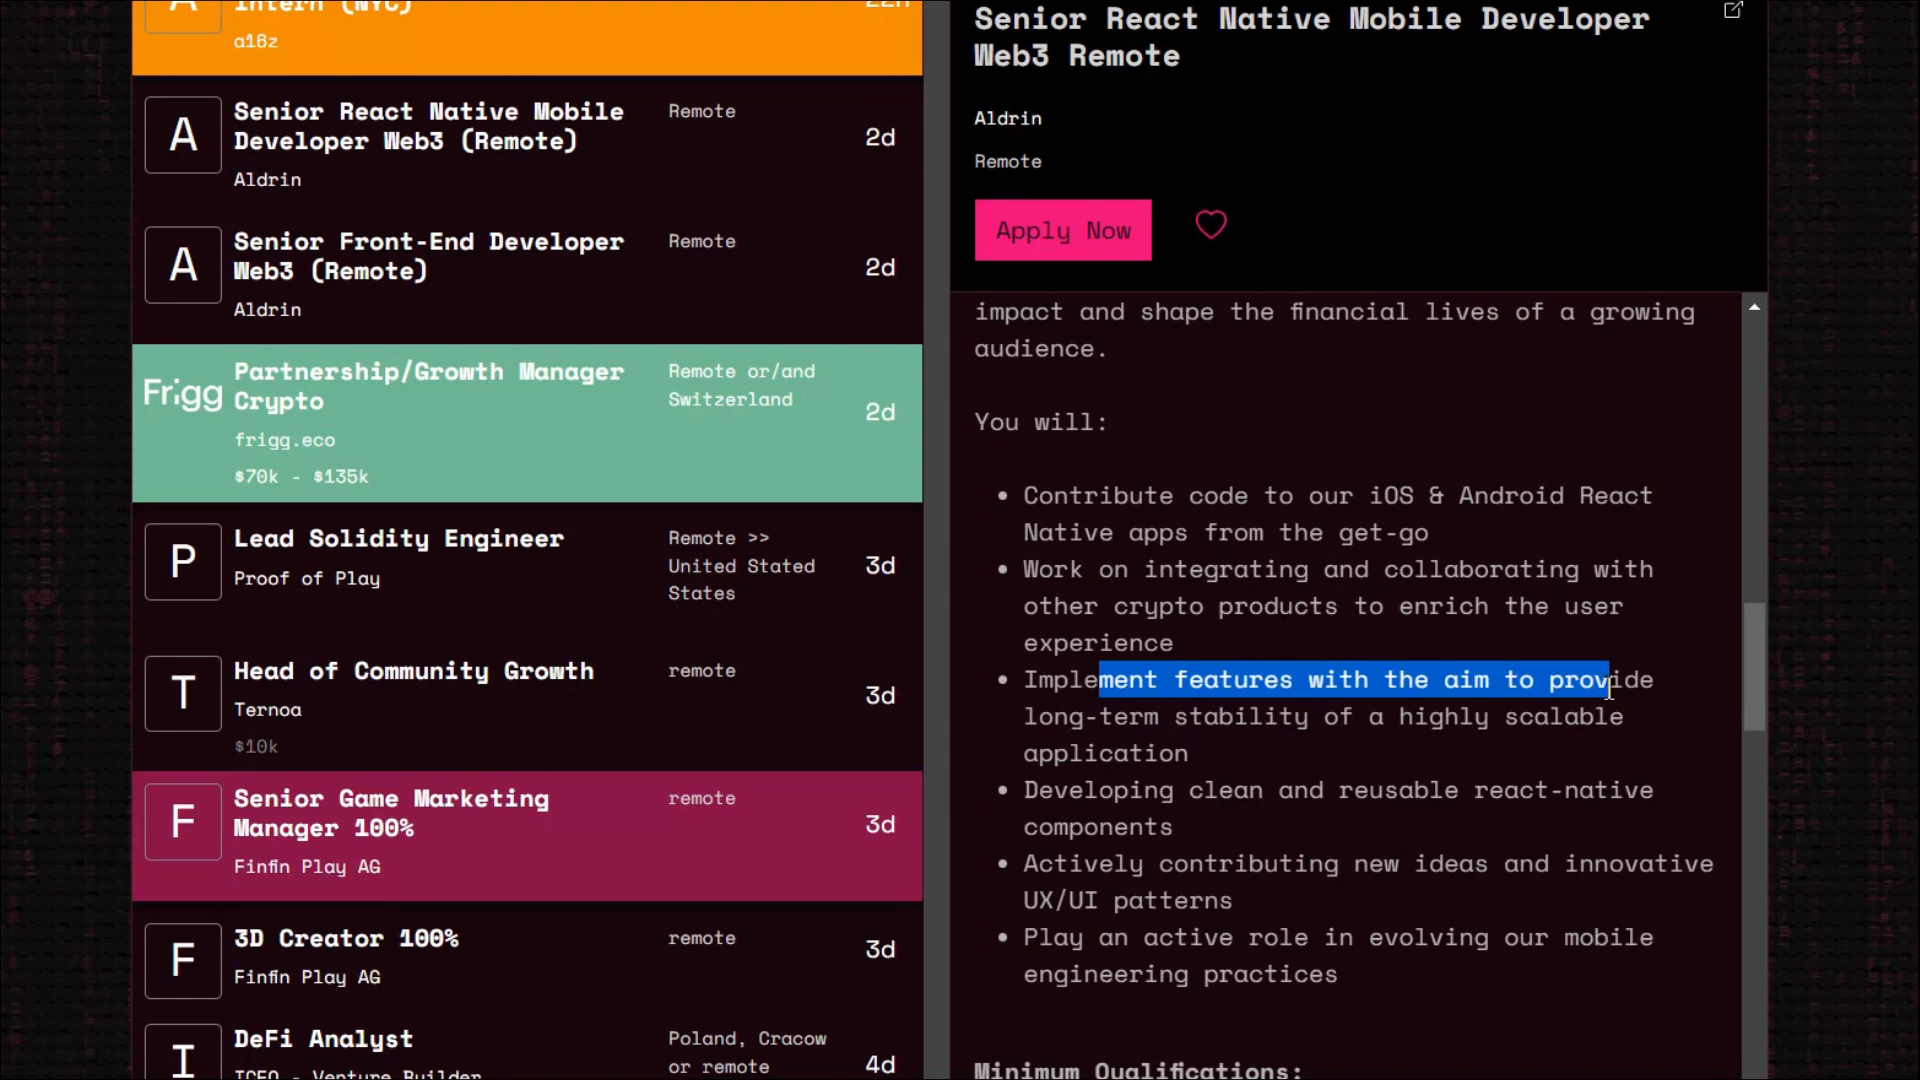 Intern (NYC)
22h
a16z
A
Senior React Native Mobile
Developer Web3 (Remote)
Aldrin
Remote
2d
A
Senior Front-End Developer
Web3 (Remote)
Aldrin
Remote
2d
Frigg
Partnership/Growth Manager
Crypto
frigg.eco
$70k - $135k
Remote or/and
Switzerland
2d
P
Lead Solidity Engineer
Proof of Play
Remote >>
United Stated
States
3d
T
Head of Community Growth
Ternoa
$10k
remote
3d
F
Senior Game Marketing
Manager 100%
Finfin Play AG
remote
3d
F
3D Creator 100%
Finfin Play AG
remote
3d
I
DeFi Analyst
ICEO - Venture Builder
Poland, Cracow
or remote
4d
Senior React Native Mobile Developer
Web3 Remote
Aldrin
Remote
Apply Now
impact and shape the financial lives of a growing
audience.
You will:
• Contribute code to our iOS & Android React
Native apps from the get-go
• Work on integrating and collaborating with
other crypto products to enrich the user
experience
• Implement features with the aim to provide
long-term stability of a highly scalable
application
• Developing clean and reusable react-native
components
• Actively contributing new ideas and innovative
UX/UI patterns
• Play an active role in evolving our mobile
engineering practices
Minimum Qualifications: